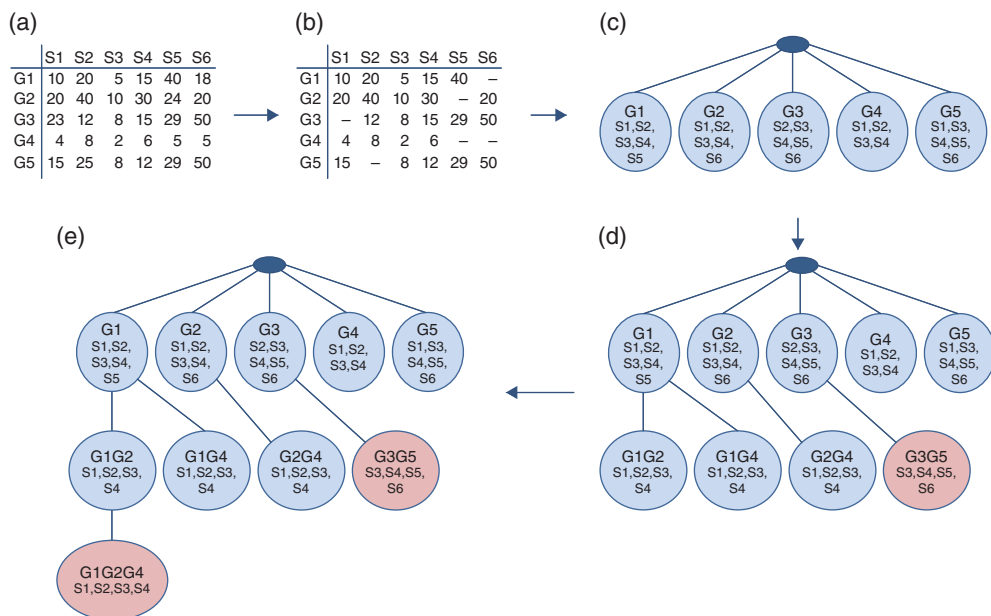 (a)
S1 S2 S3 S4 S5 S6
G1 10 20 5 15 40 18
G2 20 40 10 30 24 20
G3 23 12 8 15 29 50
G4 4 8 2 6 5 5
G5 15 25 8 12 29 50
(b)
S1 S2 S3 S4 S5 S6
G1 10 20 5 15 40 –
G2 20 40 10 30 – 20
G3 – 12 8 15 29 50
G4 4 8 2 6 – –
G5 15 – 8 12 29 50
(c)
G1
S1,S2,
S3,S4,
S5
G2
S1,S2,
S3,S4,
S6
G3
S2,S3,
S4,S5,
S6
G4
S1,S2,
S3,S4
G5
S1,S3,
S4,S5,
S6
(d)
G1
S1,S2
S3,S4,
S5
G2
S1,S2,
S3,S4,
S6
G3
S2,S3,
S4,S5,
S6
G4
S1,S2,
S3,S4
G5
S1,S3,
S4,S5,
S6
G1G2
S1,S2,S3,
S4
G1G4
S1,S2,S3,
S4
G2G4
S1,S2,S3,
S4
G3G5
S3,S4,S5,
S6
(e)
G1
S1,S2,
S3,S4,
S5
G2
S1,S2,
S3,S4,
S6
G3
S2,S3,
S4,S5,
S6
G4
S1,S2,
S3,S4
G5
S1,S3,
S4,S5,
S6
G1G2
S1,S2,S3,
S4
G1G4
S1,S2,S3,
S4
G2G4
S1,S2,S3,
S4
G3G5
S3,S4,S5,
S6
G1G2G4
S1,S2,S3,S4